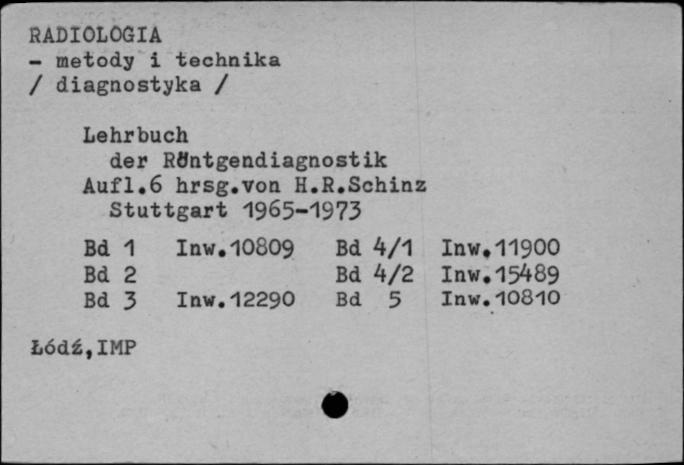 RADIOLOGIA
- metody i technika
/ diagnostyka /
Lehrbuch
der Röntgendiagnostik
Aufl.6 hrsg.von H.R.Schinz
Stuttgart 1965-1973
Bd 1 Inw.10809 Bd 4/1 Inw.11900
Bd 2 Bd 4/2 Inw.15489
Bd 3 Inw.12290 Bd 5 Inw.10810
Łódź,IMP